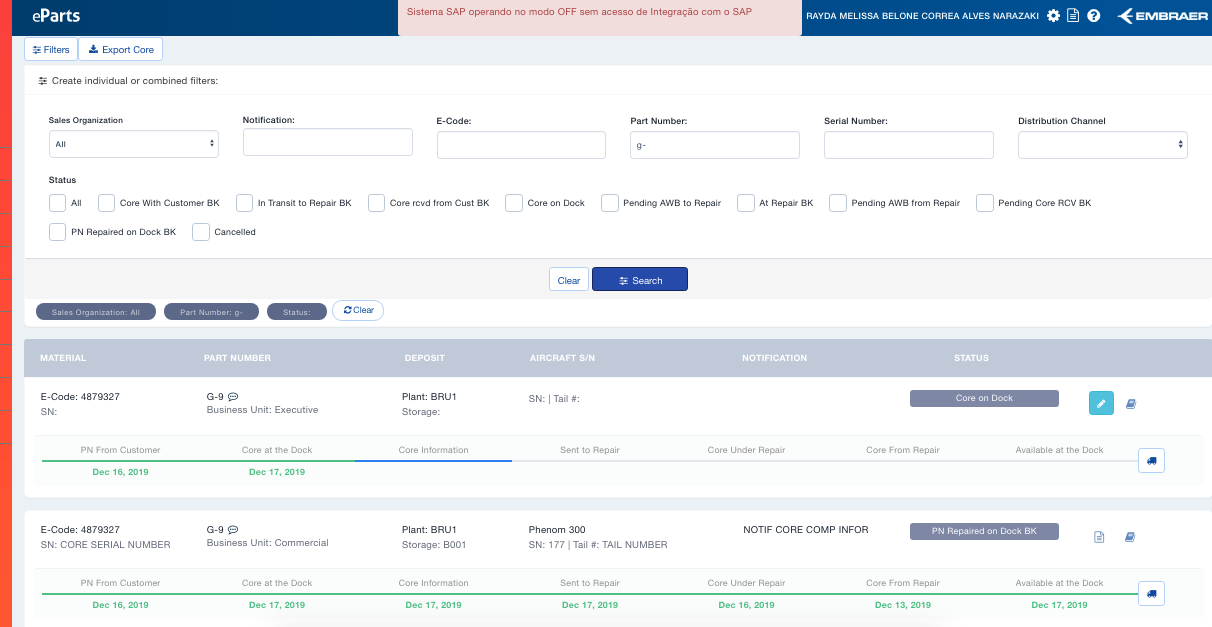 eParts
Sistema SAP operando no modo OFF sem acesso de Integração com o SAP
RAYDA MELISSA BELONE CORREA ALVES NARAZAKI
EMBRAER
Filters
Export Core
Create individual or combined filters:
Sales Organization
Notification:
E-Code:
Part Number:
Serial Number:
Distribution Channel
All
g-
Status
All
Core With Customer BK
In Transit to Repair BK
Core rcvd from Cust BK
Core on Dock
Pending AWB to Repair
At Repair BK
Pending AWB from Repair
Pending Core RCV BK
PN Repaired on Dock BK
Cancelled
Clear
Search
Sales Organization: All
Part Number: g-
Status:
Clear
MATERIAL
PART NUMBER
DEPOSIT
AIRCRAFT S/N
NOTIFICATION
STATUS
E-Code: 4879327
SN:
G-9
Business Unit: Executive
Plant: BRU1
Storage:
SN: | Tail #:
Core on Dock
PN From Customer
Core at the Dock
Core Information
Sent to Repair
Core Under Repair
Core From Repair
Available at the Dock
Dec 16, 2019
Dec 17, 2019
E-Code: 4879327
SN: CORE SERIAL NUMBER
G-9
Business Unit: Commercial
Plant: BRU1
Storage: B001
Phenom 300
SN: 177 | Tail #: TAIL NUMBER
NOTIF CORE COMP INFOR
PN Repaired on Dock BK
PN From Customer
Core at the Dock
Core Information
Sent to Repair
Core Under Repair
Core From Repair
Available at the Dock
Dec 16, 2019
Dec 17, 2019
Dec 17, 2019
Dec 17, 2019
Dec 16, 2019
Dec 13, 2019
Dec 17, 2019